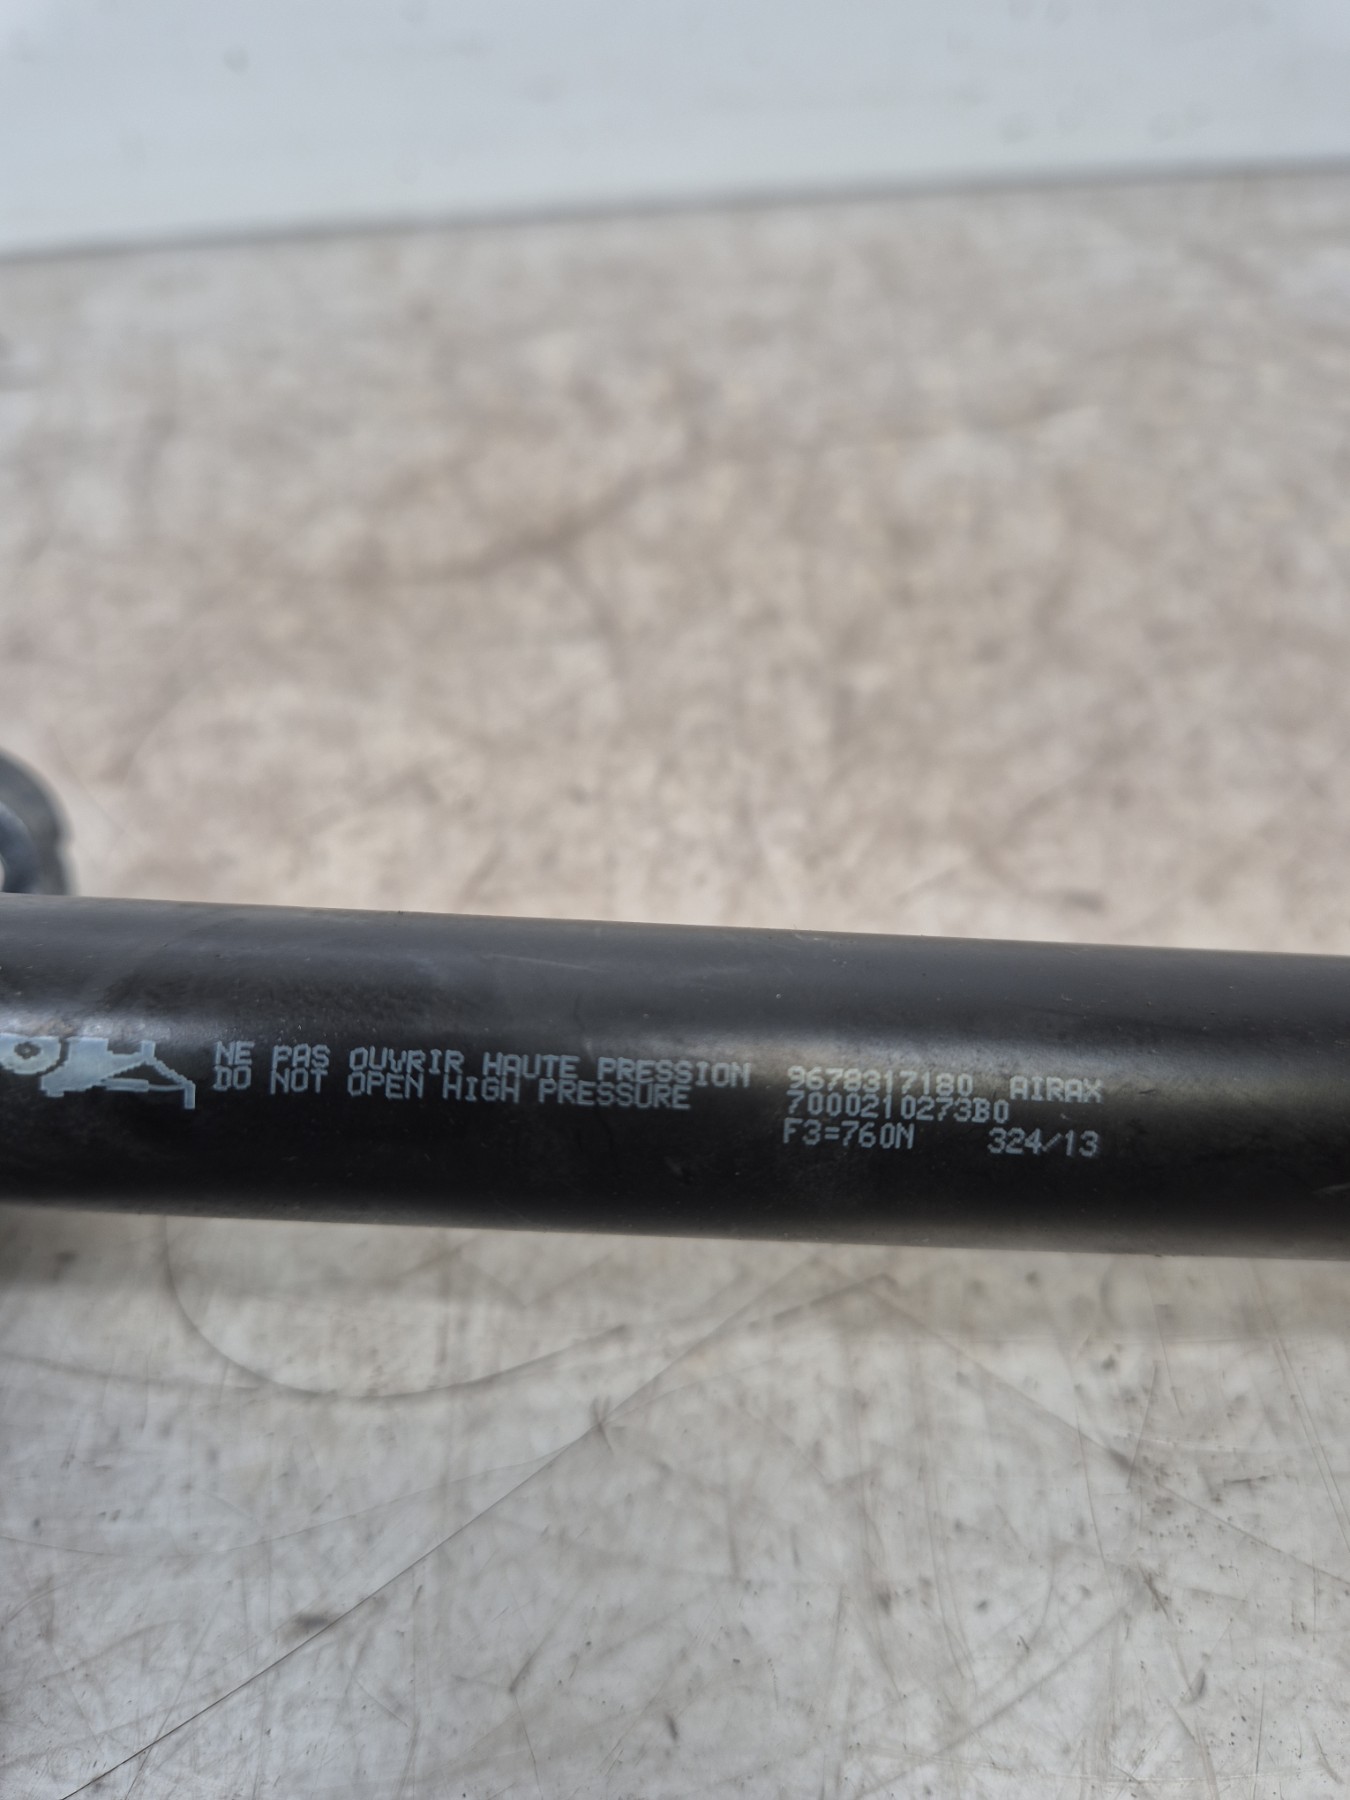 NE PAS OUVRIR HAUTE PRESSION 9678317180 AIRAX
DO NOT OPEN HIGH PRESSURE 7000210273B0
F3=760N 324/13